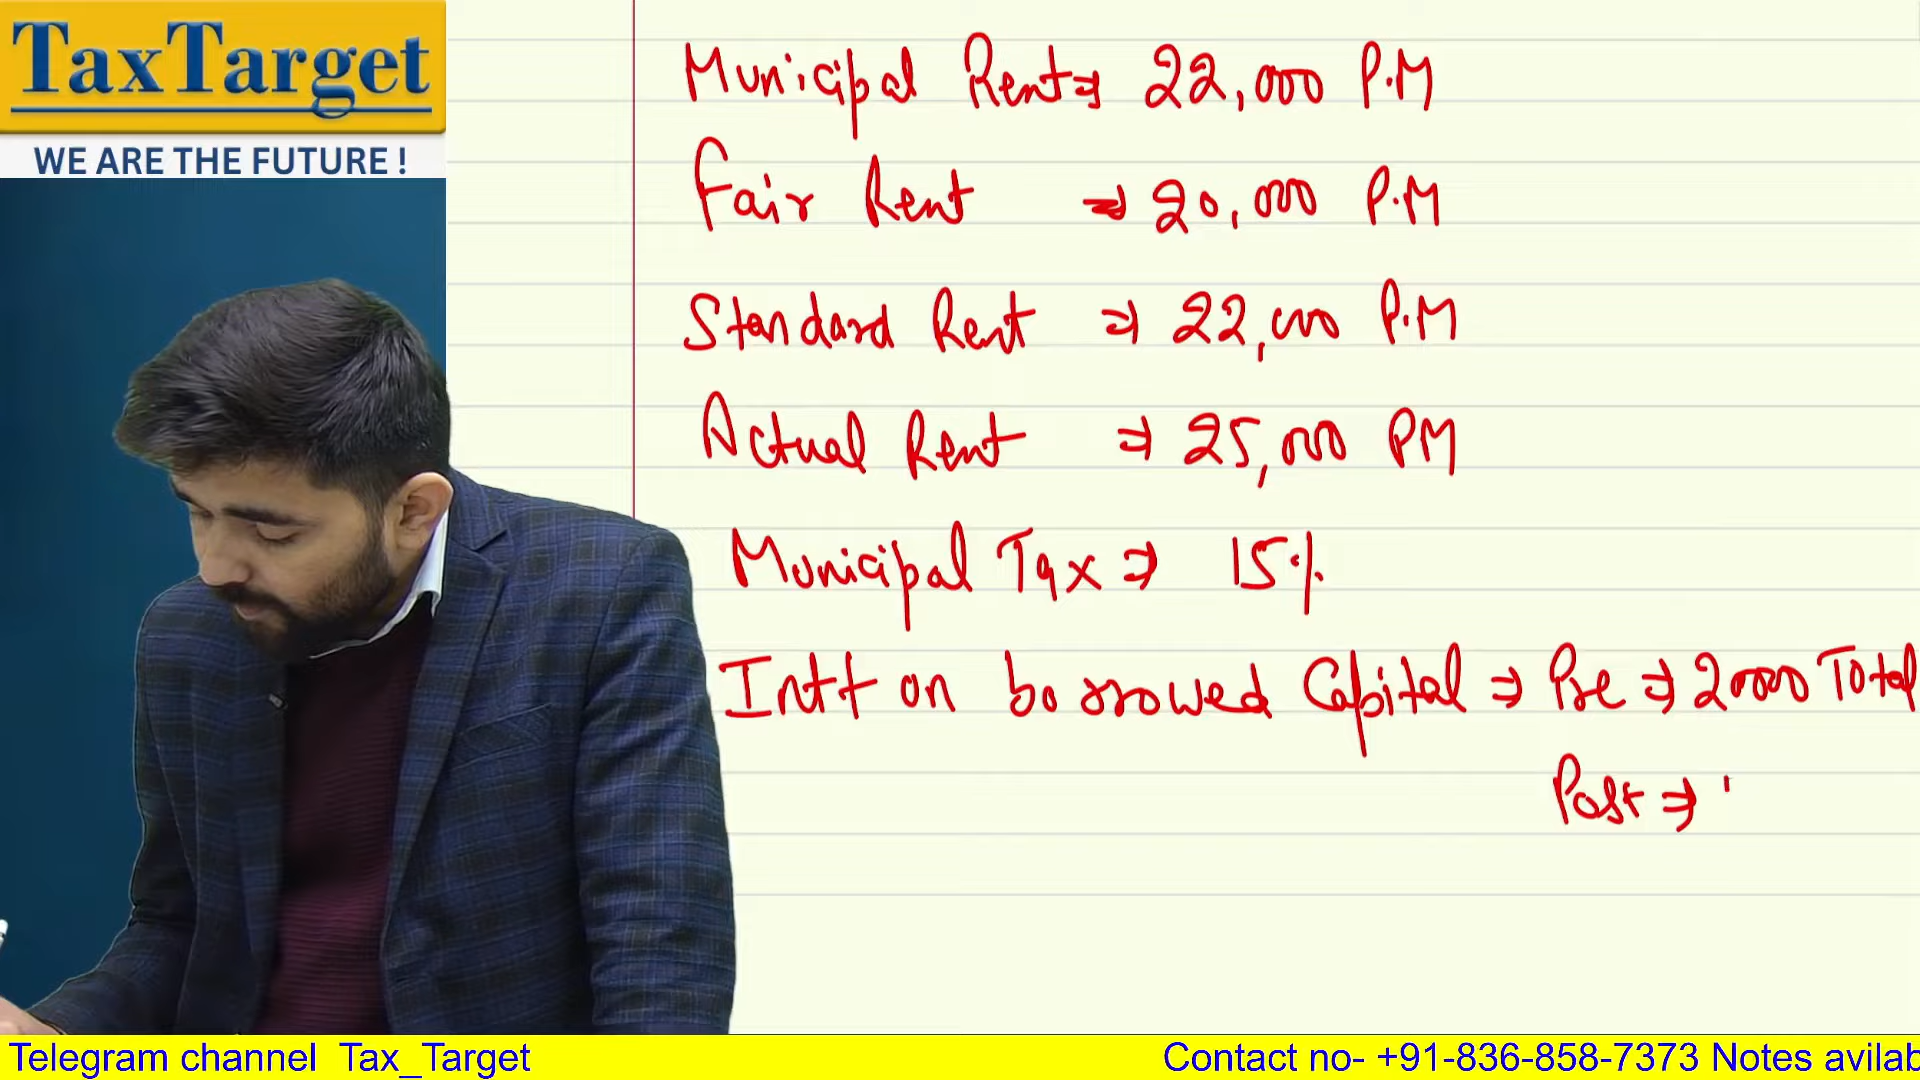 TaxTarget
WE ARE THE FUTURE !
Municipal Rent ⇒ 22,000 P.M
Fair Rent ⇒ 20,000 P.M
Standard Rent ⇒ 22,000 P.M
Actual Rent ⇒ 25,000 PM
Municipal Tax ⇒ 15%
Intt on borrowed Capital ⇒ Pre ⇒ 20000 Total
Post ⇒ '
Telegram channel Tax_Target
Contact no- +91-836-858-7373 Notes avilab